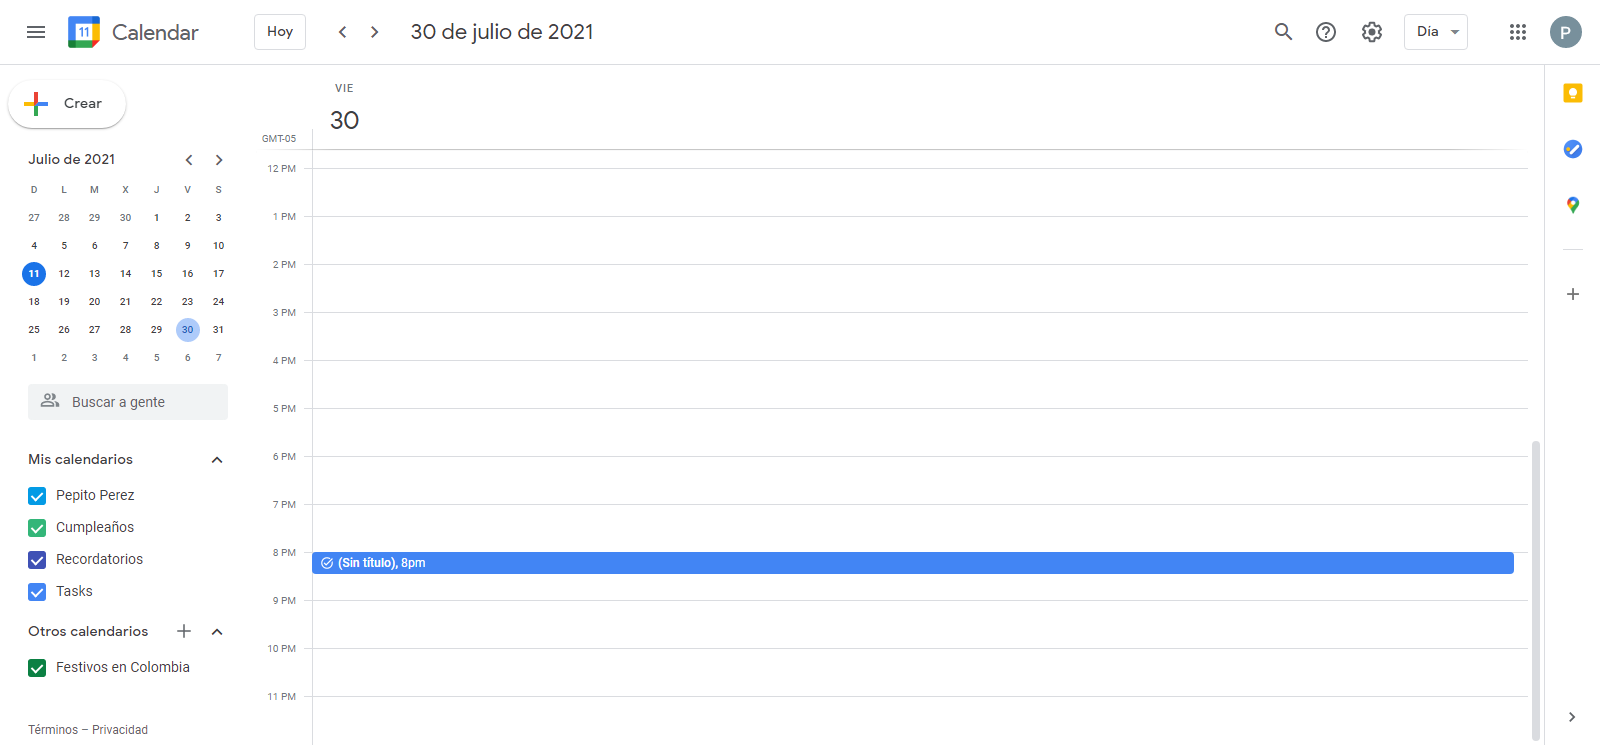 11 Calendar Hoy 30 de julio de 2021 Día P
Crear
Julio de 2021
D L M X J V S
27 28 29 30 1 2 3
4 5 6 7 8 9 10
11 12 13 14 15 16 17
18 19 20 21 22 23 24
25 26 27 28 29 30 31
1 2 3 4 5 6 7
Buscar a gente
Mis calendarios
Pepito Perez
Cumpleaños
Recordatorios
Tasks
Otros calendarios
Festivos en Colombia
Términos – Privacidad
VIE
30
GMT-05
12 PM
1 PM
2 PM
3 PM
4 PM
5 PM
6 PM
7 PM
8 PM
(Sin título), 8pm
9 PM
10 PM
11 PM